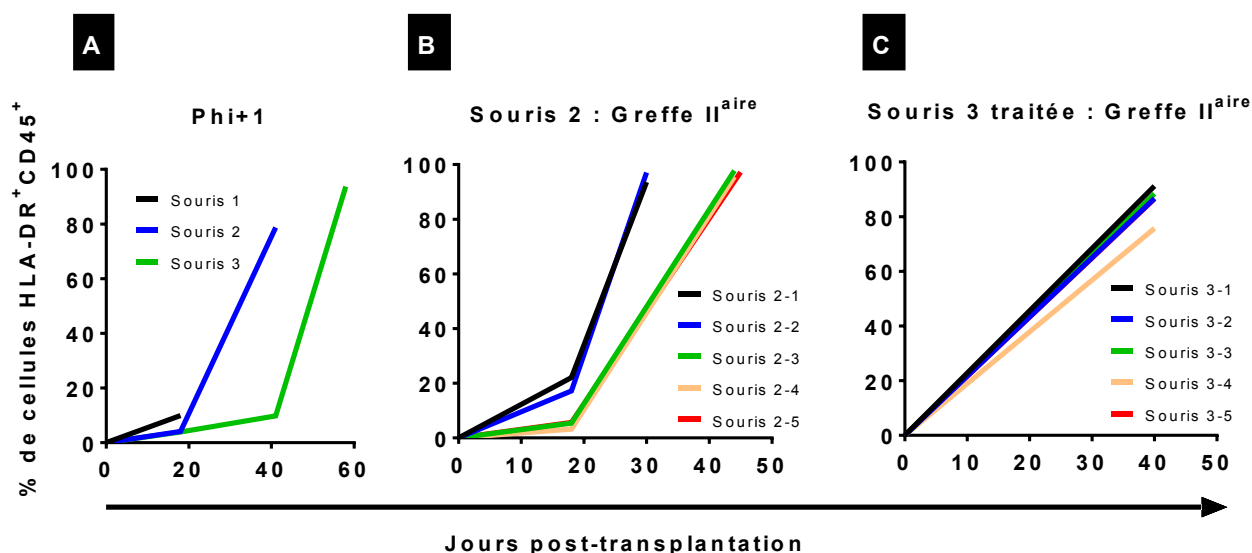 A
B
C
Phi+1
Souris 2 : Greffe II^aire
Souris 3 traitée : Greffe II^aire
% de cellules HLA-DR+CD45+
100
80
60
40
20
0
0 20 40 60
Souris 1
Souris 2
Souris 3
100
80
60
40
20
0
0 10 20 30 40 50
Souris 2-1
Souris 2-2
Souris 2-3
Souris 2-4
Souris 2-5
100
80
60
40
20
0
0 10 20 30 40 50
Souris 3-1
Souris 3-2
Souris 3-3
Souris 3-4
Souris 3-5
Jours post-transplantation